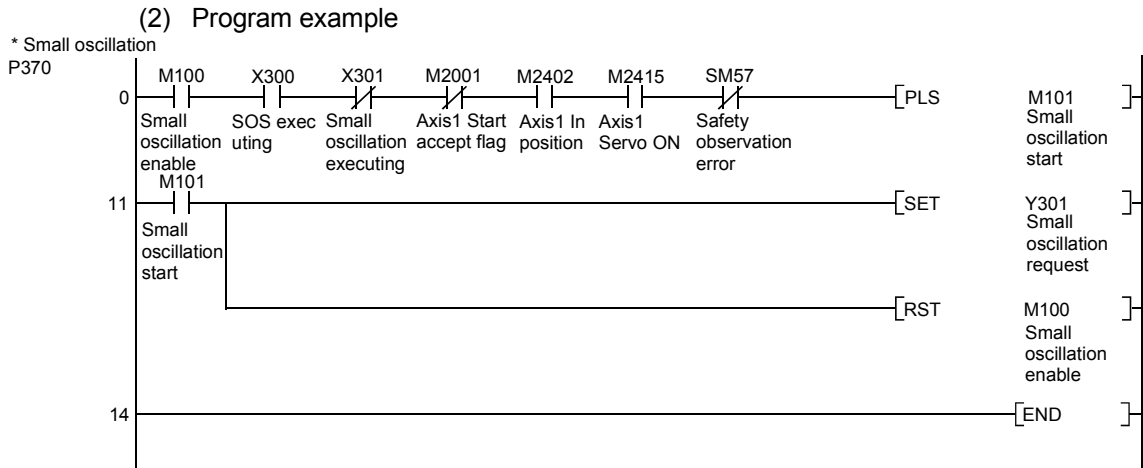 (2) Program example
* Small oscillation
P370
M100 X300 X301 M2001 M2402 M2415 SM57
0 [PLS M101 ]
Small SOS exec Small Axis1 Start Axis1 In Axis1 Safety Small
oscillation uting oscillation accept flag position Servo ON observation oscillation
enable executing error start
M101
11 [SET Y301 ]
Small Small
oscillation oscillation
start request
[RST M100 ]
Small
oscillation
enable
14 [END ]